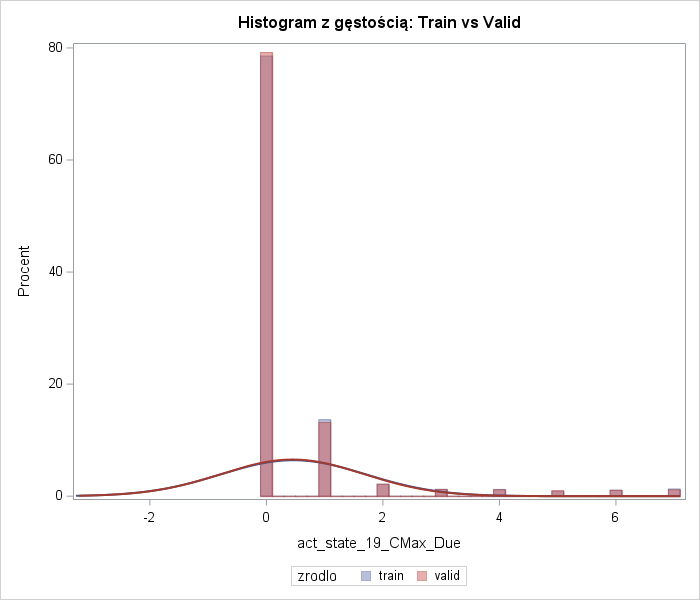 Histogram z gęstością: Train vs Valid
80
60
40
20
0
Procent
-2 0 2 4 6
act_state_19_CMax_Due
zrodlo train valid